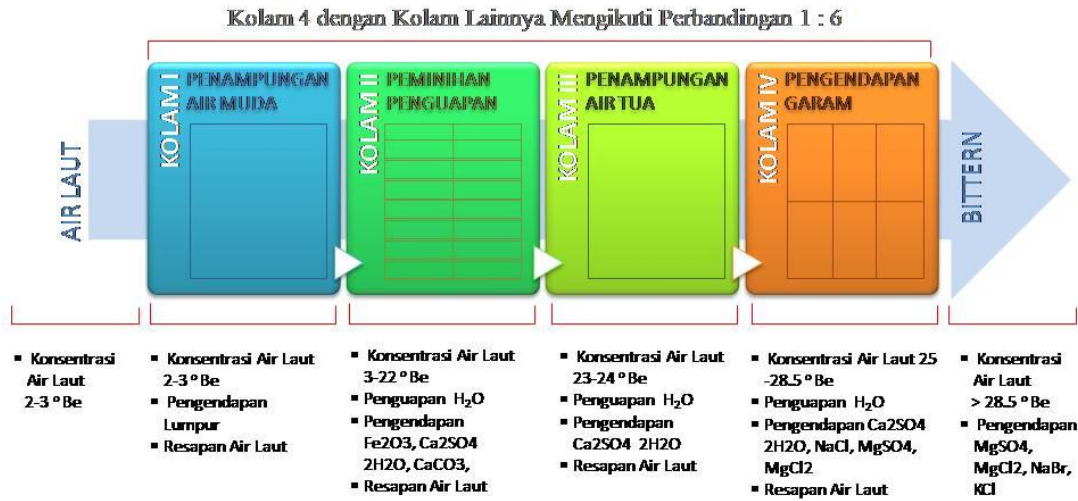 Kolam 4 dengan Kolam Lainnya Mengikuti Perbandingan 1 : 6
AIR LAUT
KOLAM I
PENAMPUNGAN
AIR MUDA
KOLAM II
PEMINIHAN
PENGUAPAN
KOLAM III
PENAMPUNGAN
AIR TUA
KOLAM IV
PENGENDAPAN
GARAM
BITTERN
▪ Konsentrasi
Air Laut
2-3 º Be
▪ Konsentrasi Air Laut
2-3 º Be
▪ Pengendapan
Lumpur
▪ Resapan Air Laut
▪ Konsentrasi Air Laut
3-22 º Be
▪ Penguapan H₂O
▪ Pengendapan
Fe2O3, Ca2SO4
2H2O, CaCO3,
▪ Resapan Air Laut
▪ Konsentrasi Air Laut
23-24 º Be
▪ Penguapan H₂O
▪ Pengendapan
Ca2SO4 2H2O
▪ Resapan Air Laut
▪ Konsentrasi Air Laut 25
-28.5 º Be
▪ Penguapan H₂O
▪ Pengendapan Ca2SO4
2H2O, NaCl, MgSO4,
MgCl2
▪ Resapan Air Laut
▪ Konsentrasi
Air Laut
> 28.5 º Be
▪ Pengendapan
MgSO4,
MgCl2, NaBr,
KCl